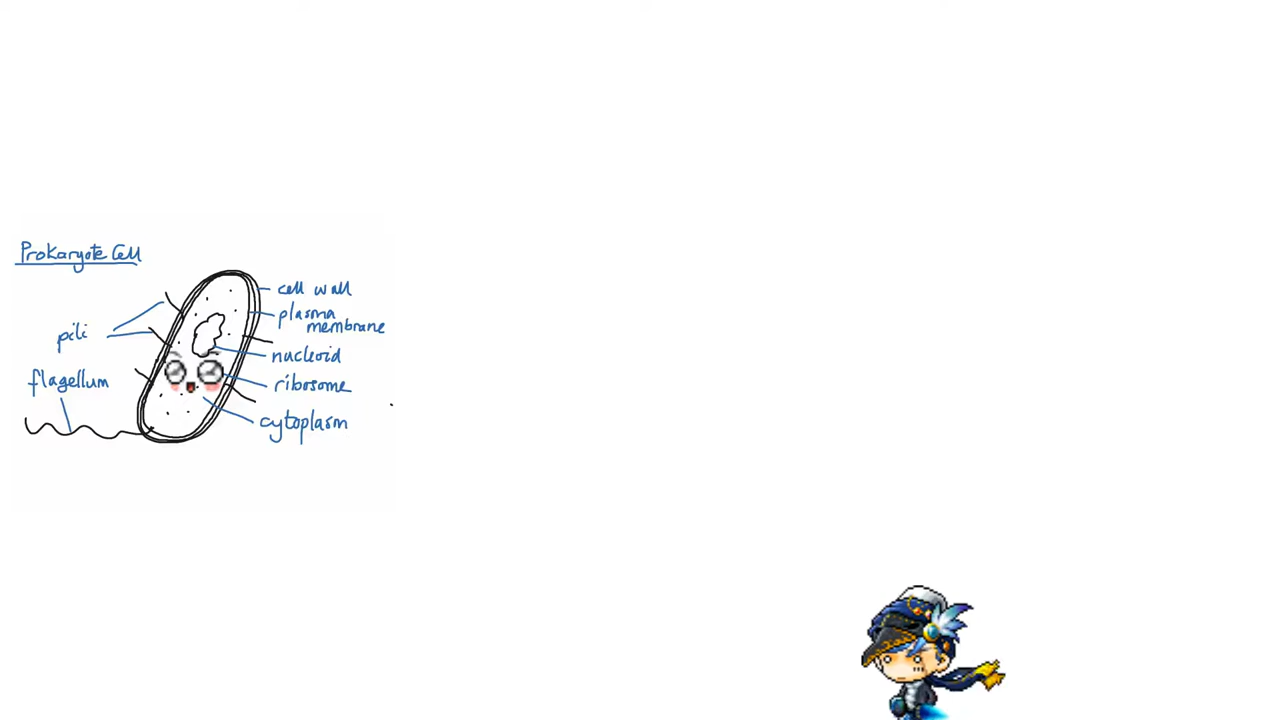 Prokaryote Cell
cell wall
plasma
membrane
pili
nucleoid
flagellum
ribosome
cytoplasm